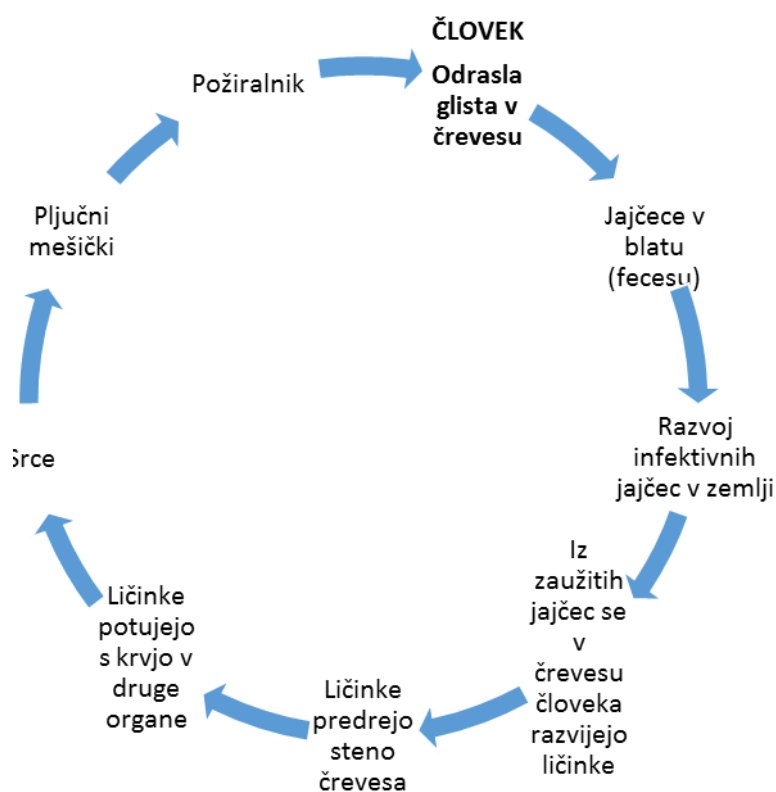 ČLOVEK
Odrasla
glista v
črevesu
Jajčece v
blatu
(fecesu)
Razvoj
infektivnih
jajčec v zemlji
Iz
zaužitih
jajčec se
v
črevesu
človeka
razvijejo
ličinke
Ličinke
predrejo
steno
črevesa
Ličinke
potujejo
s krvjo v
druge
organe
Srce
Pljučni
mešički
Požiralnik